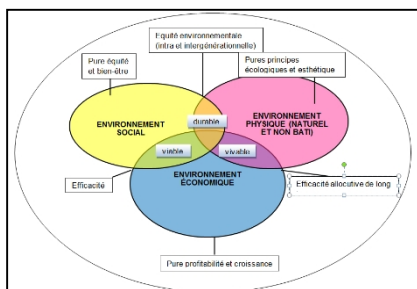 Equité environnementale
(intra et intergénérationnelle)
Pure équité
et bien-être
Pures principes
écologiques et esthétique
ENVIRONNEMENT
SOCIAL
durable
ENVIRONNEMENT
PHYSIQUE (NATUREL
ET NON BATI)
viable
vivable
ENVIRONNEMENT
ÉCONOMIQUE
Efficacité
Efficacité allocutive de long
Pure profitabilité et croissance